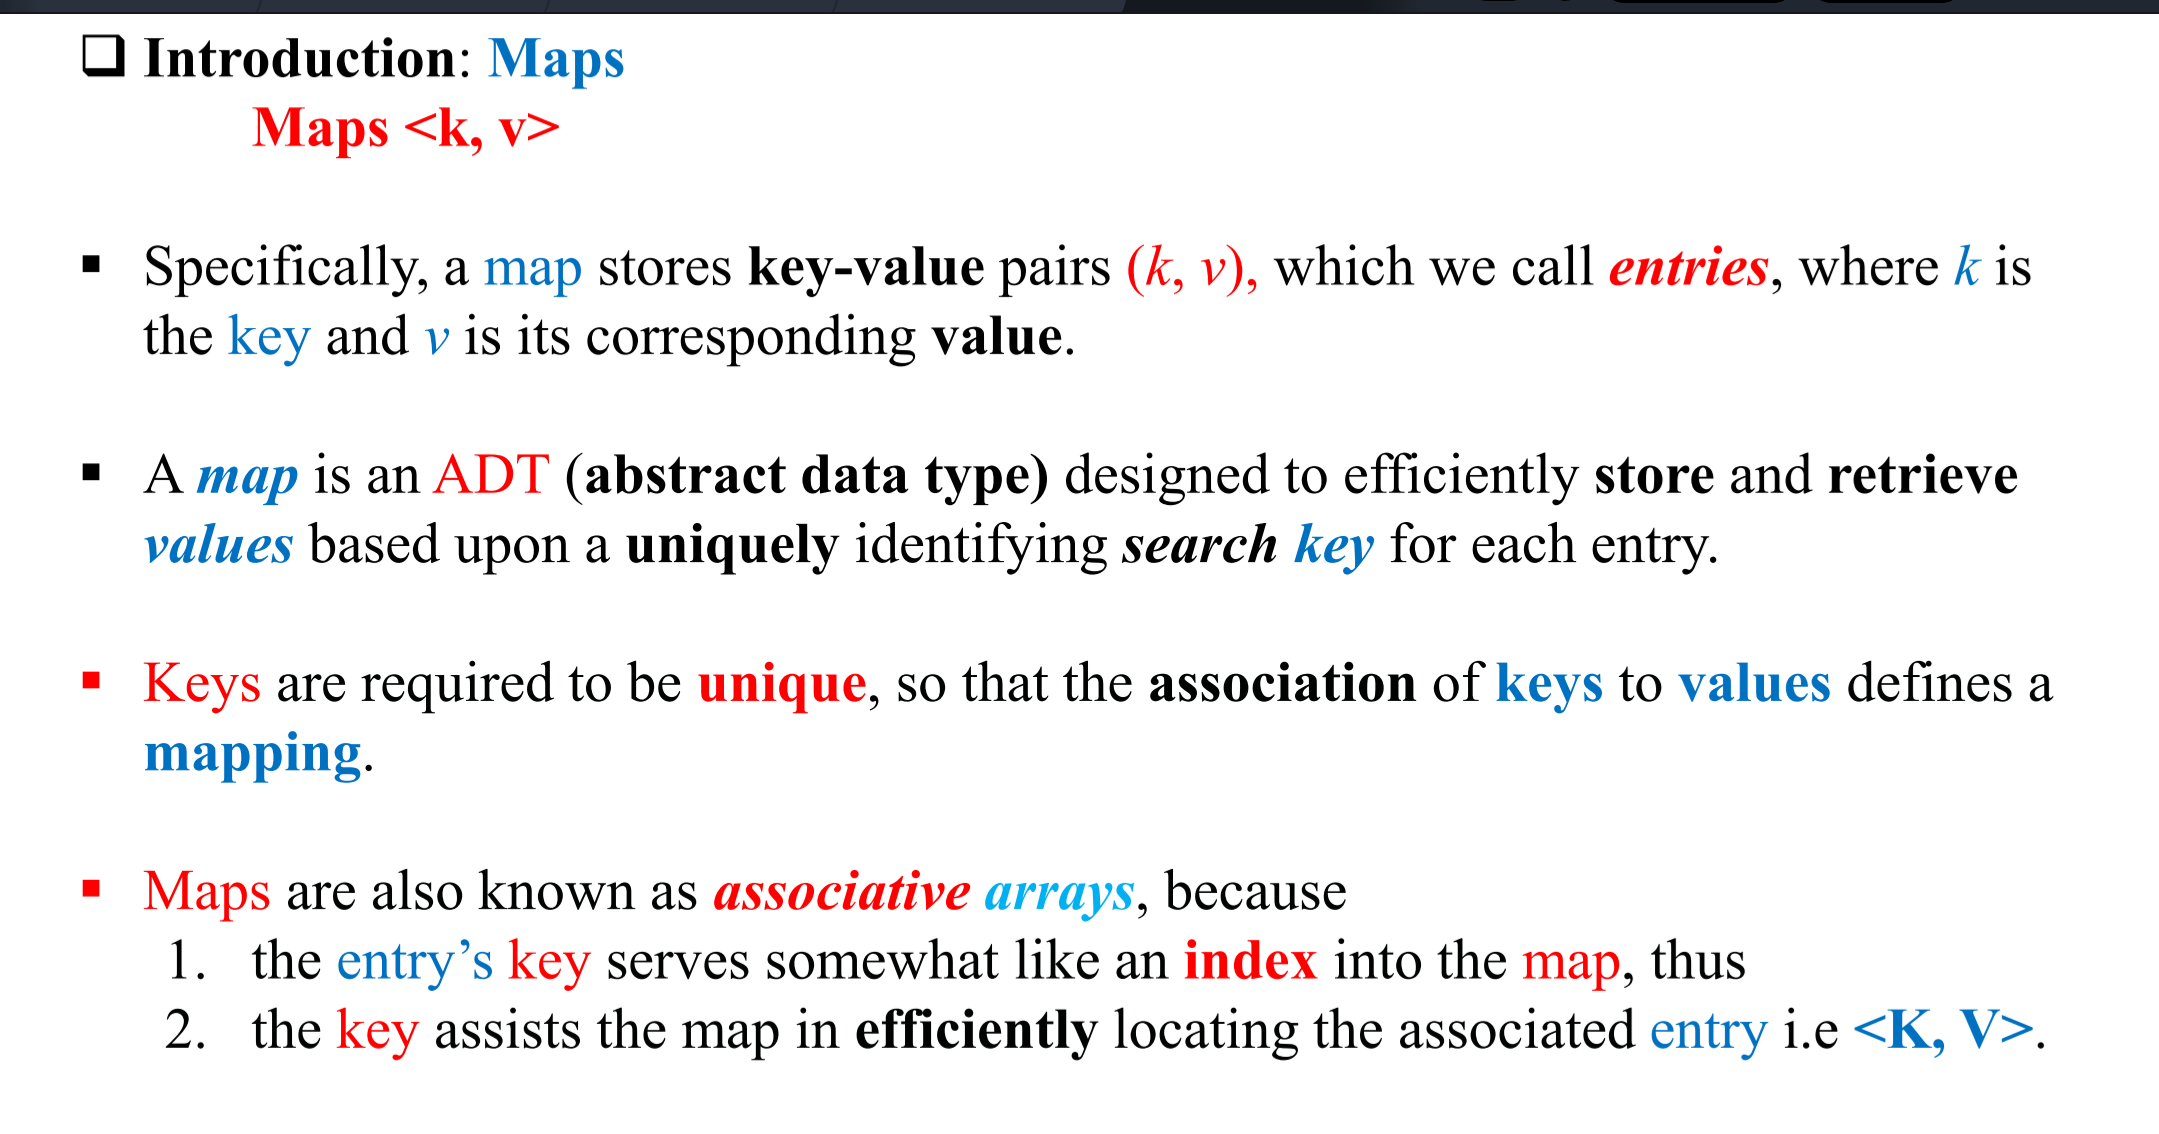 ❑ Introduction: Maps
Maps <k, v>
▪ Specifically, a map stores key-value pairs (k, v), which we call entries, where k is
the key and v is its corresponding value.
▪ A map is an ADT (abstract data type) designed to efficiently store and retrieve
values based upon a uniquely identifying search key for each entry.
▪ Keys are required to be unique, so that the association of keys to values defines a
mapping.
▪ Maps are also known as associative arrays, because
1. the entry’s key serves somewhat like an index into the map, thus
2. the key assists the map in efficiently locating the associated entry i.e <K, V>.